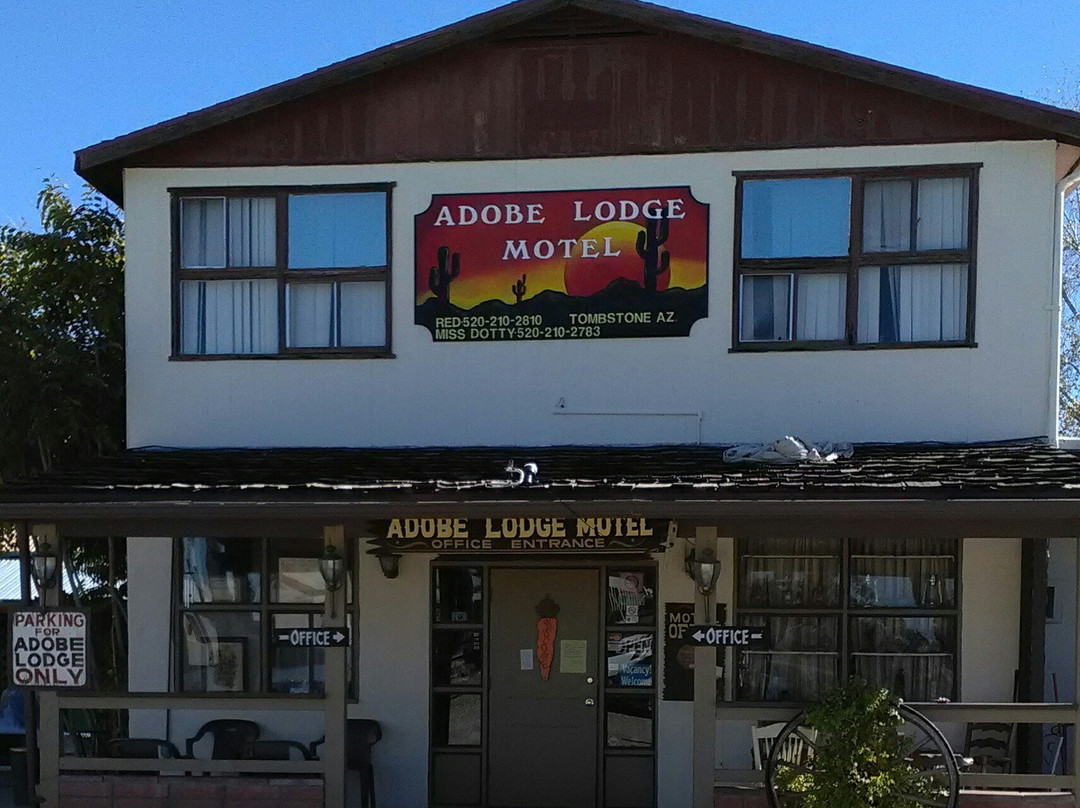 ADOBE LODGE
MOTEL
RED·520-210-2810 TOMBSTONE AZ.
MISS DOTTY·520-210-2783
ADOBE LODGE MOTEL
OFFICE ENTRANCE
PARKING
FOR
ADOBE
LODGE
ONLY
OFFICE
OFFICE
OPEN
Vacancy!
Welcome